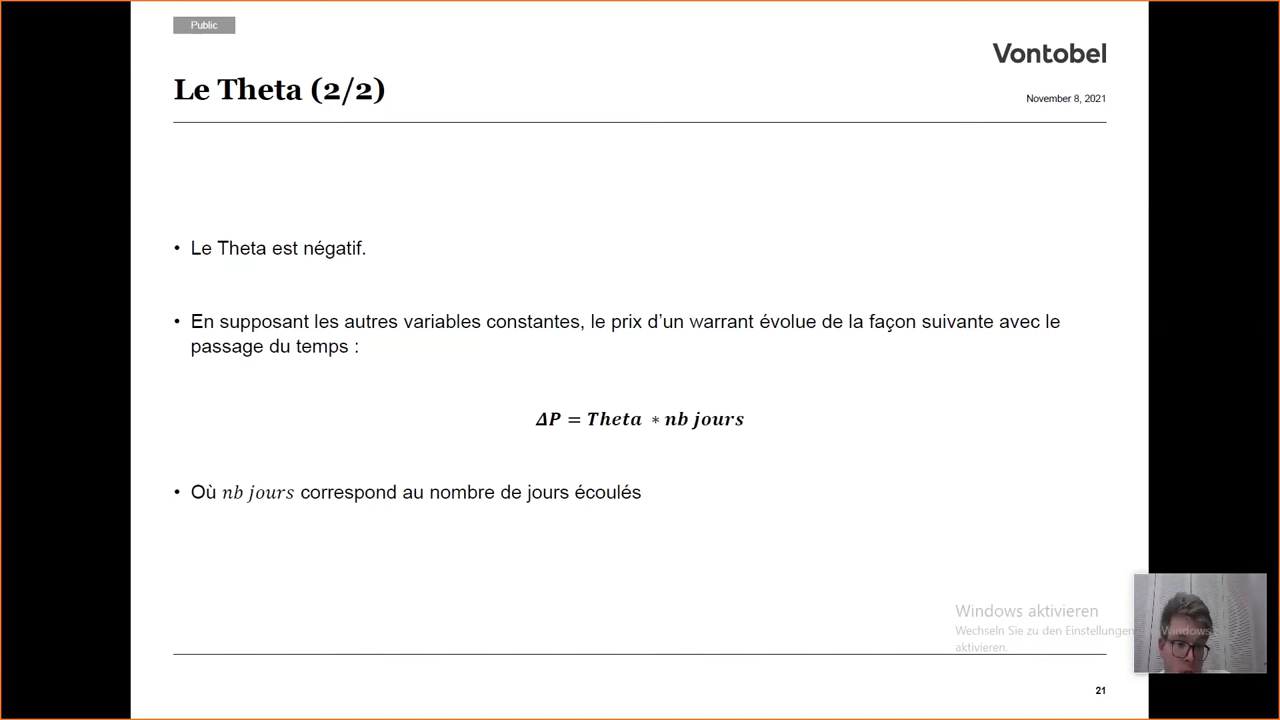 Public
Vontobel
Le Theta (2/2)
November 8, 2021
• Le Theta est négatif.
• En supposant les autres variables constantes, le prix d’un warrant évolue de la façon suivante avec le
passage du temps :
ΔP = Theta * nb jours
• Où nb jours correspond au nombre de jours écoulés
Windows aktivieren
Wechseln Sie zu den Einstellungen
aktivieren.
Windows
21